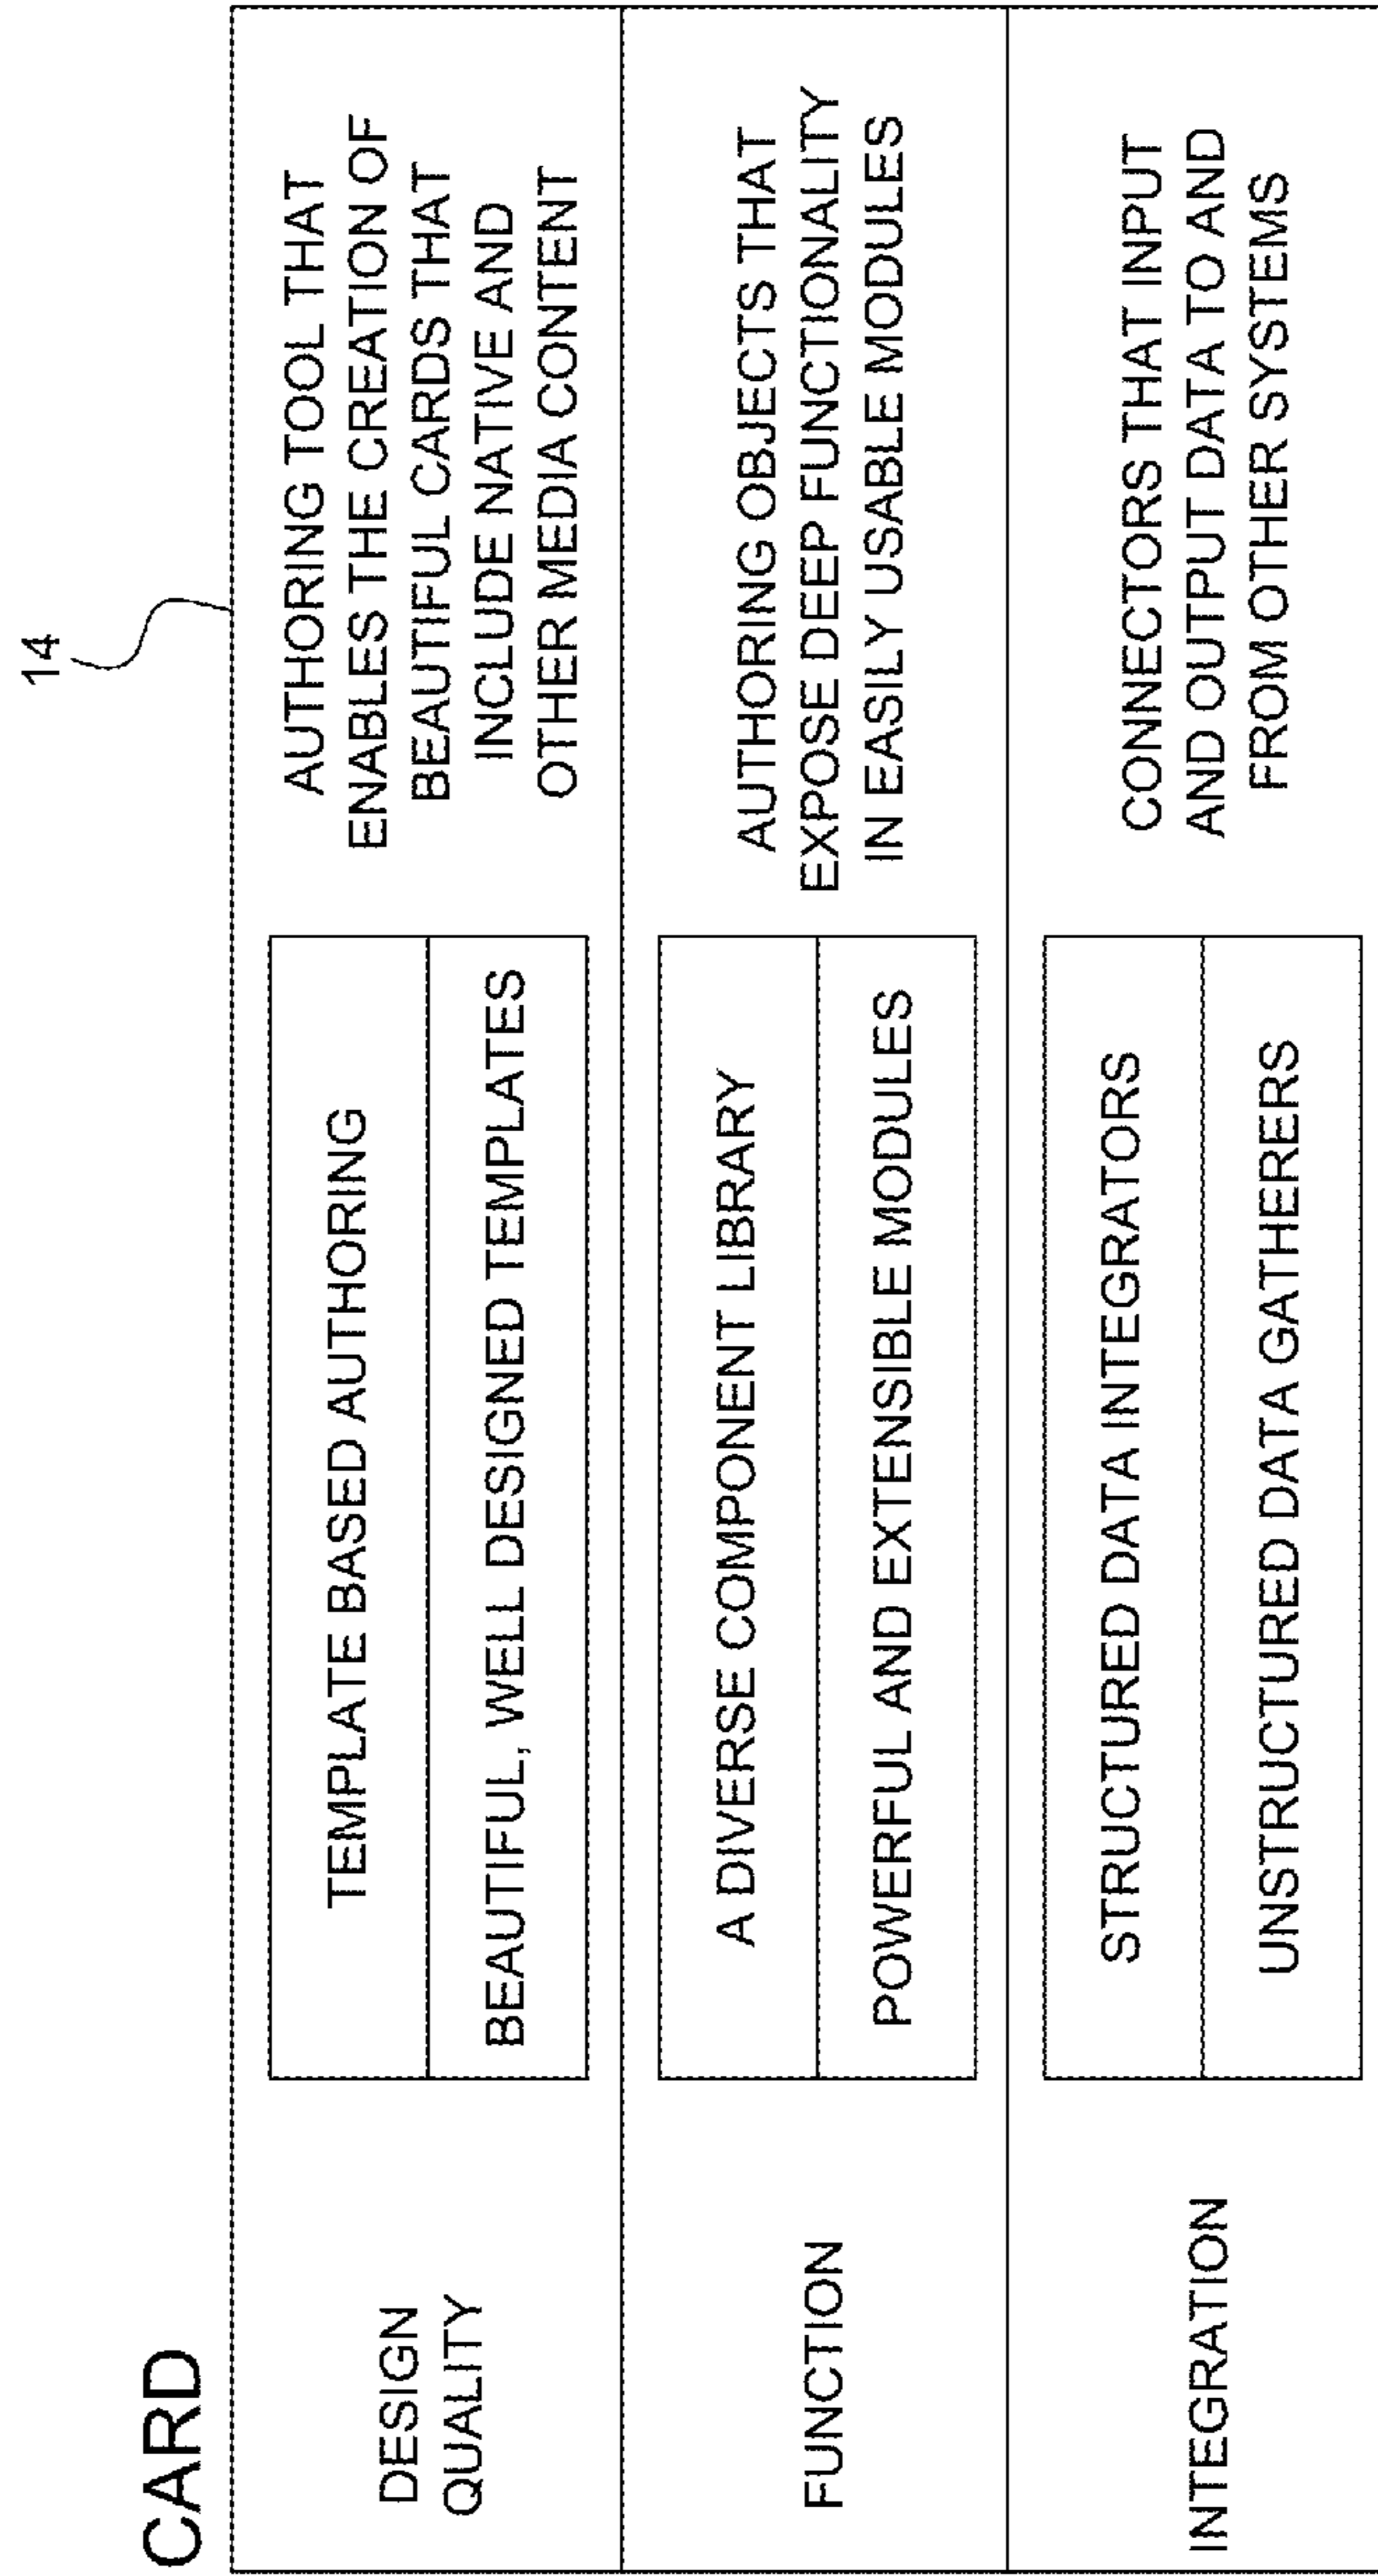 CARD
14
DESIGN
QUALITY
TEMPLATE BASED AUTHORING
BEAUTIFUL, WELL DESIGNED TEMPLATES
AUTHORING TOOL THAT
ENABLES THE CREATION OF
BEAUTIFUL CARDS THAT
INCLUDE NATIVE AND
OTHER MEDIA CONTENT
FUNCTION
A DIVERSE COMPONENT LIBRARY
POWERFUL AND EXTENSIBLE MODULES
AUTHORING OBJECTS THAT
EXPOSE DEEP FUNCTIONALITY
IN EASILY USABLE MODULES
INTEGRATION
STRUCTURED DATA INTEGRATORS
UNSTRUCTURED DATA GATHERERS
CONNECTORS THAT INPUT
AND OUTPUT DATA TO AND
FROM OTHER SYSTEMS